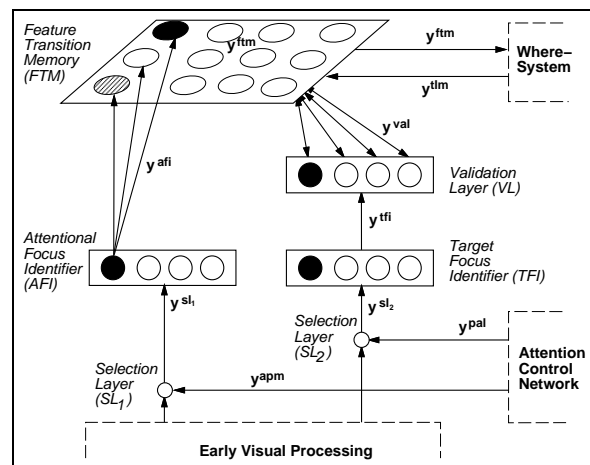 Feature
Transition
Memory
(FTM)
y^ftm
y^ftm
Where−
System
y^tlm
y^val
y^afi
Validation
Layer (VL)
y^tfi
Attentional
Focus
Identifier
(AFI)
Target
Focus
Identifier (TFI)
y^sl₁
y^sl₂
Selection
Layer
(SL₂)
y^pal
Selection
Layer
(SL₁)
y^apm
Attention
Control
Network
Early Visual Processing